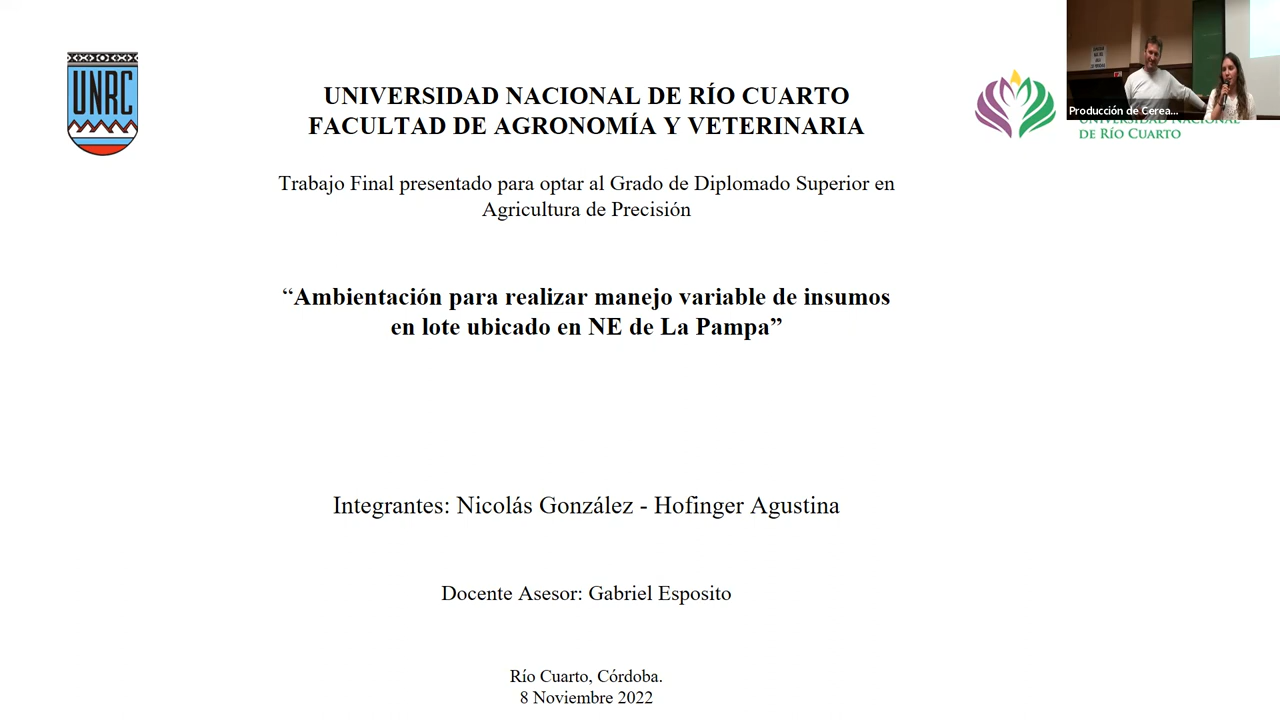 UNRC
UNIVERSIDAD NACIONAL DE RÍO CUARTO
FACULTAD DE AGRONOMÍA Y VETERINARIA
Producción de Cerea...
UNIVERSIDAD NACIONAL
DE RÍO CUARTO
Trabajo Final presentado para optar al Grado de Diplomado Superior en
Agricultura de Precisión
“Ambientación para realizar manejo variable de insumos
en lote ubicado en NE de La Pampa”
Integrantes: Nicolás González - Hofinger Agustina
Docente Asesor: Gabriel Esposito
Río Cuarto, Córdoba.
8 Noviembre 2022